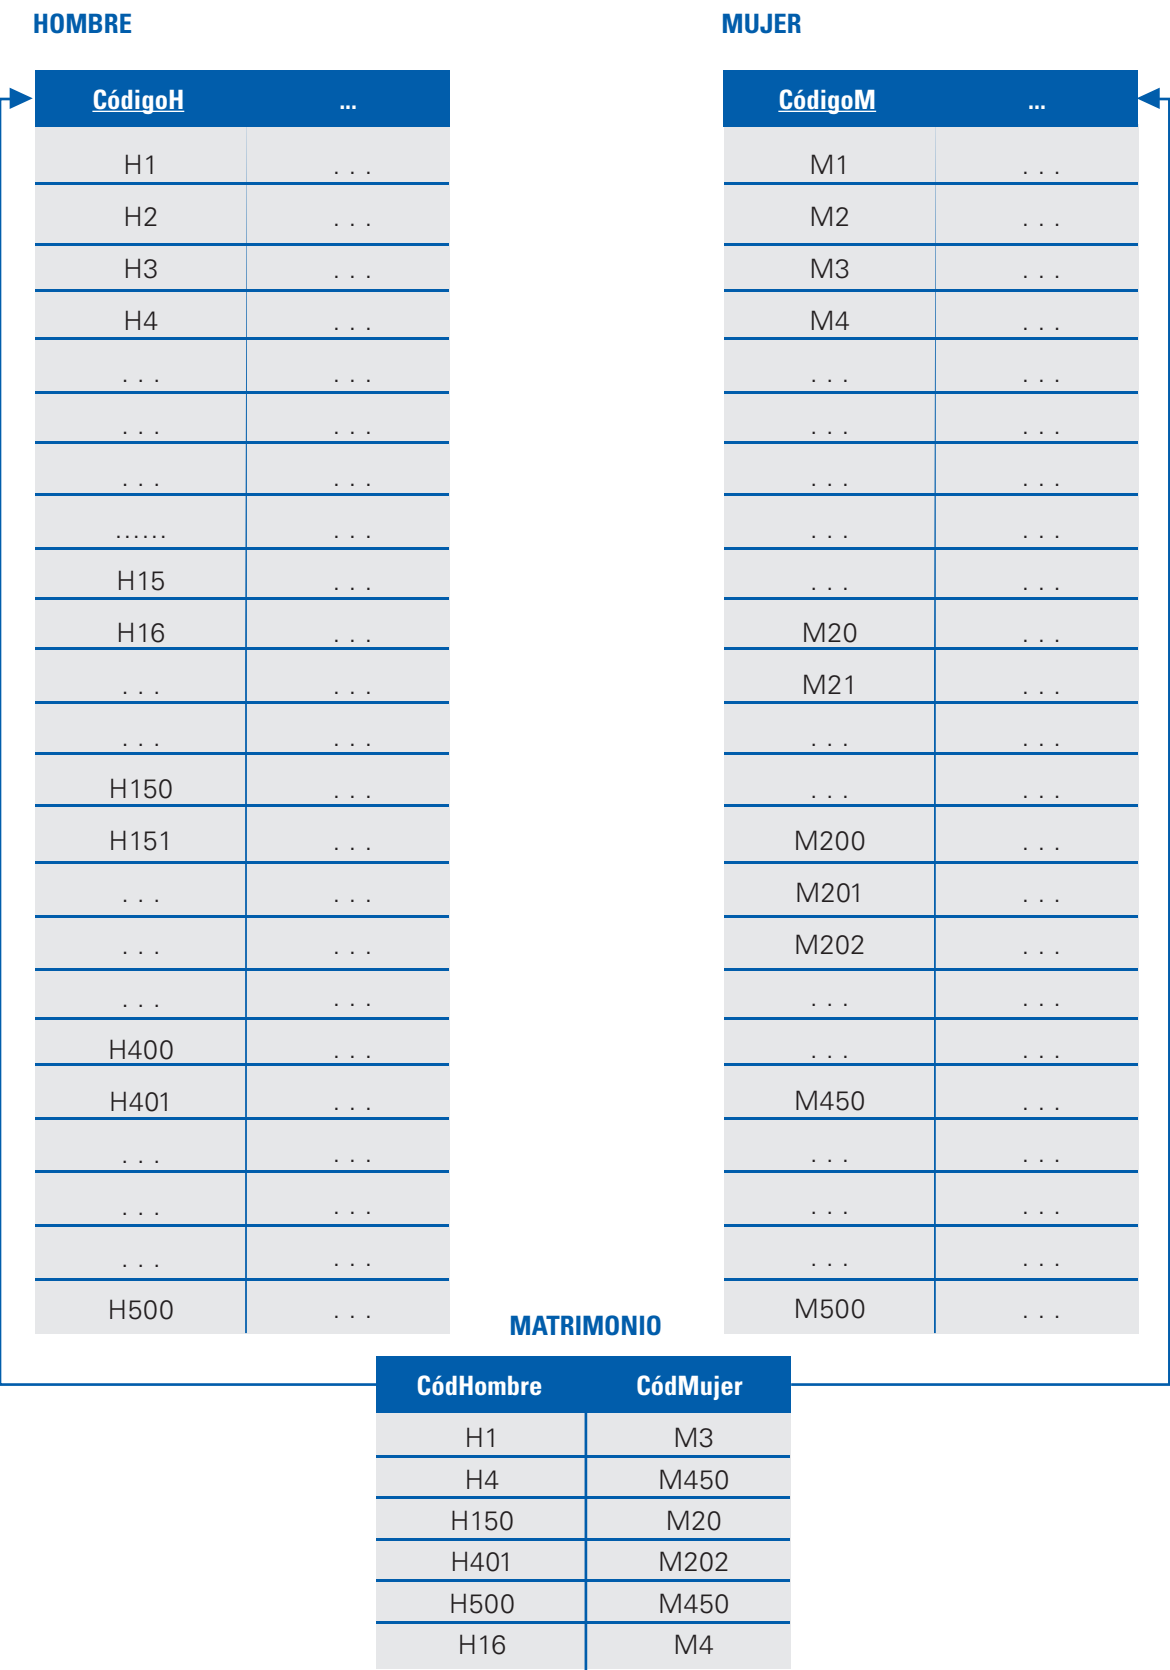 HOMBRE
CódigoH ...
H1 . . .
H2 . . .
H3 . . .
H4 . . .
. . . . . .
. . . . . .
. . . . . .
...... . . .
H15 . . .
H16 . . .
. . . . . .
. . . . . .
H150 . . .
H151 . . .
. . . . . .
. . . . . .
. . . . . .
H400 . . .
H401 . . .
. . . . . .
. . . . . .
. . . . . .
H500 . . .
MUJER
CódigoM ...
M1 . . .
M2 . . .
M3 . . .
M4 . . .
. . . . . .
. . . . . .
. . . . . .
. . . . . .
. . . . . .
M20 . . .
M21 . . .
. . . . . .
. . . . . .
M200 . . .
M201 . . .
M202 . . .
. . . . . .
. . . . . .
M450 . . .
. . . . . .
. . . . . .
. . . . . .
M500 . . .
MATRIMONIO
CódHombre CódMujer
H1 M3
H4 M450
H150 M20
H401 M202
H500 M450
H16 M4